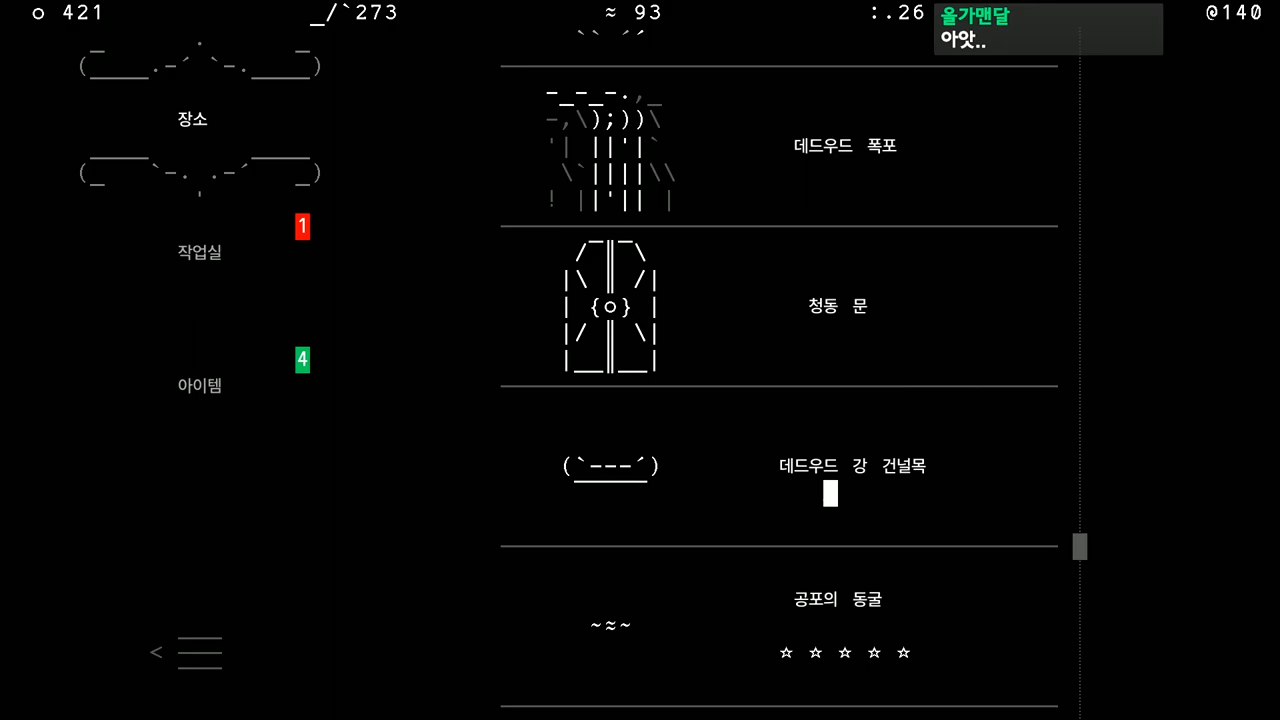 o 421
_/`273
≈ 93
:.26
@140
올가맨달
아앗..
장소
1
작업실
4
아이템
<
데드우드 폭포
청동 문
데드우드 강 건널목
공포의 동굴
~≈~
☆ ☆ ☆ ☆ ☆